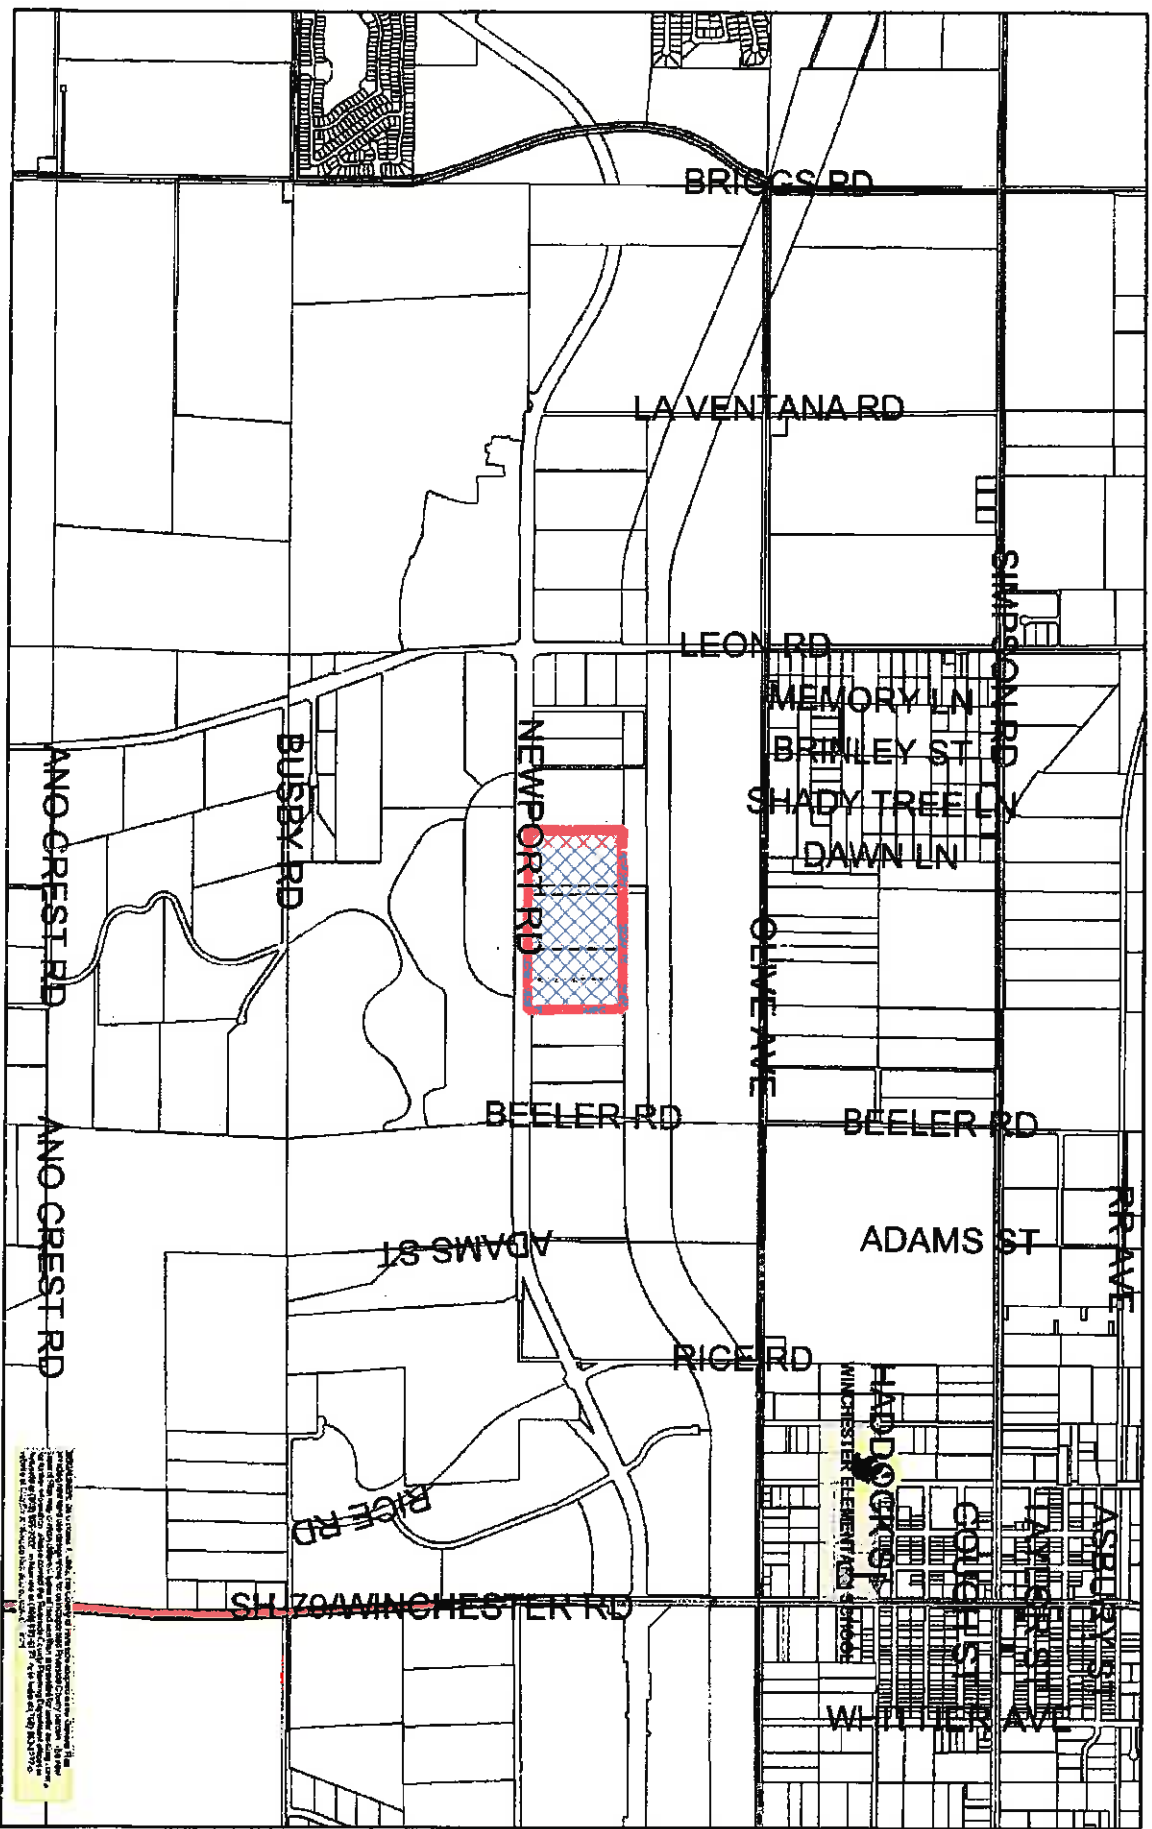 BRIGGS RD
LA VENTANA RD
SIMPSON RD
LEON RD
MEMORY LN
BRINLEY ST
SHADY TREE LN
DAWN LN
NEWPORT RD
BUSBY RD
ANO CREST RD
OLIVE AVE
BEELER RD
BEELER RD
ANO CREST RD
ADAMS ST
ADAMS ST
RR AVE
RICE RD
WINCHESTER ELEMENTARY SCHOOL
HADDOCK ST
RICE RD
GOUCH ST
TAYLOR ST
ASBURY ST
SH-79/WINCHESTER RD
WHITTIER AVE